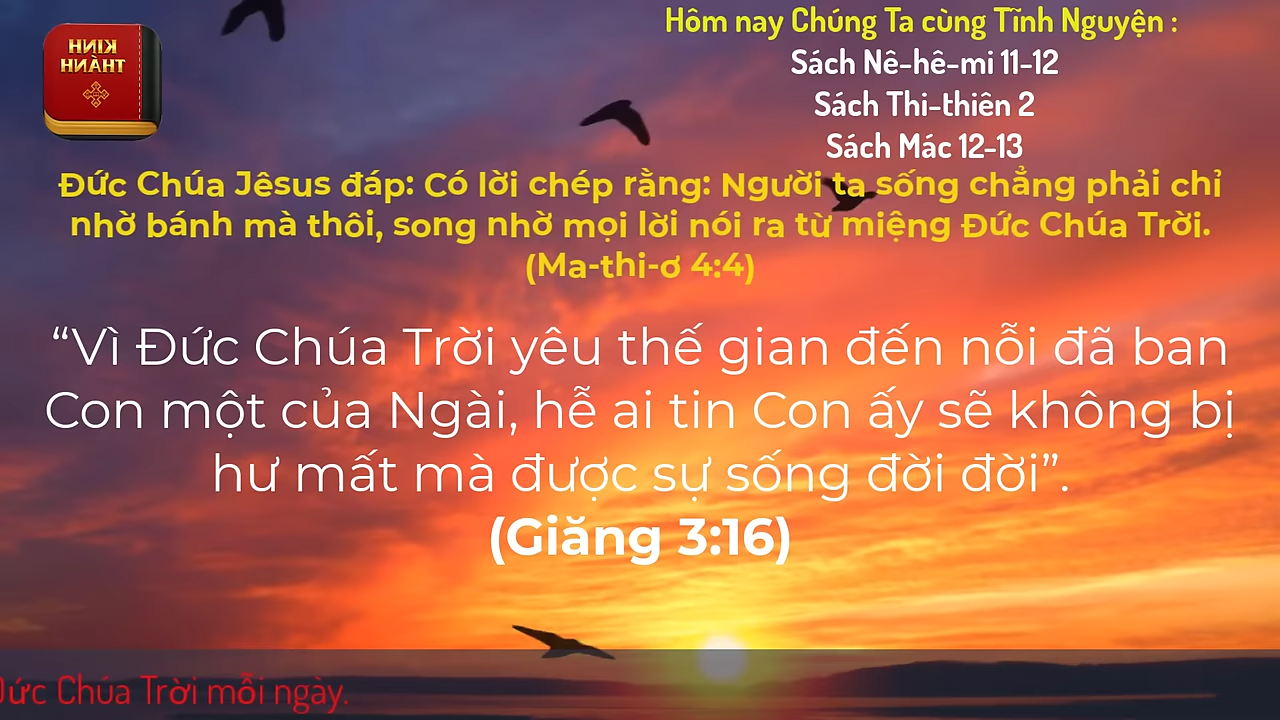 KINH
THÁNH
Hôm nay Chúng Ta cùng Tĩnh Nguyện :
Sách Nê-hê-mi 11-12
Sách Thi-thiên 2
Sách Mác 12-13
Đức Chúa Jêsus đáp: Có lời chép rằng: Người ta sống chẳng phải chỉ
nhờ bánh mà thôi, song nhờ mọi lời nói ra từ miệng Đức Chúa Trời.
(Ma-thi-ơ 4:4)
“Vì Đức Chúa Trời yêu thế gian đến nỗi đã ban
Con một của Ngài, hễ ai tin Con ấy sẽ không bị
hư mất mà được sự sống đời đời”.
(Giăng 3:16)
Đức Chúa Trời mỗi ngày.